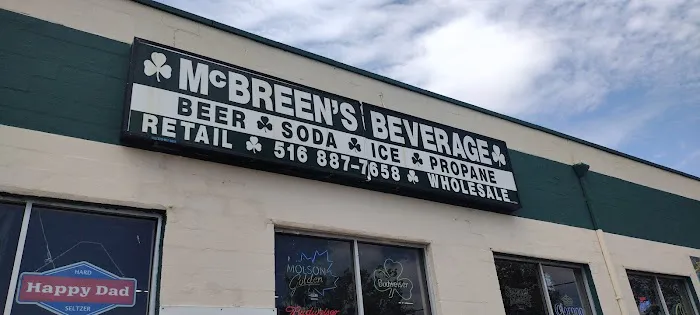 McBREEN'S BEVERAGE
BEER SODA ICE PROPANE
RETAIL 516 887-7658 WHOLESALE
HARD
Happy Dad
SELTZER
MOLSON
Golden
Budweiser